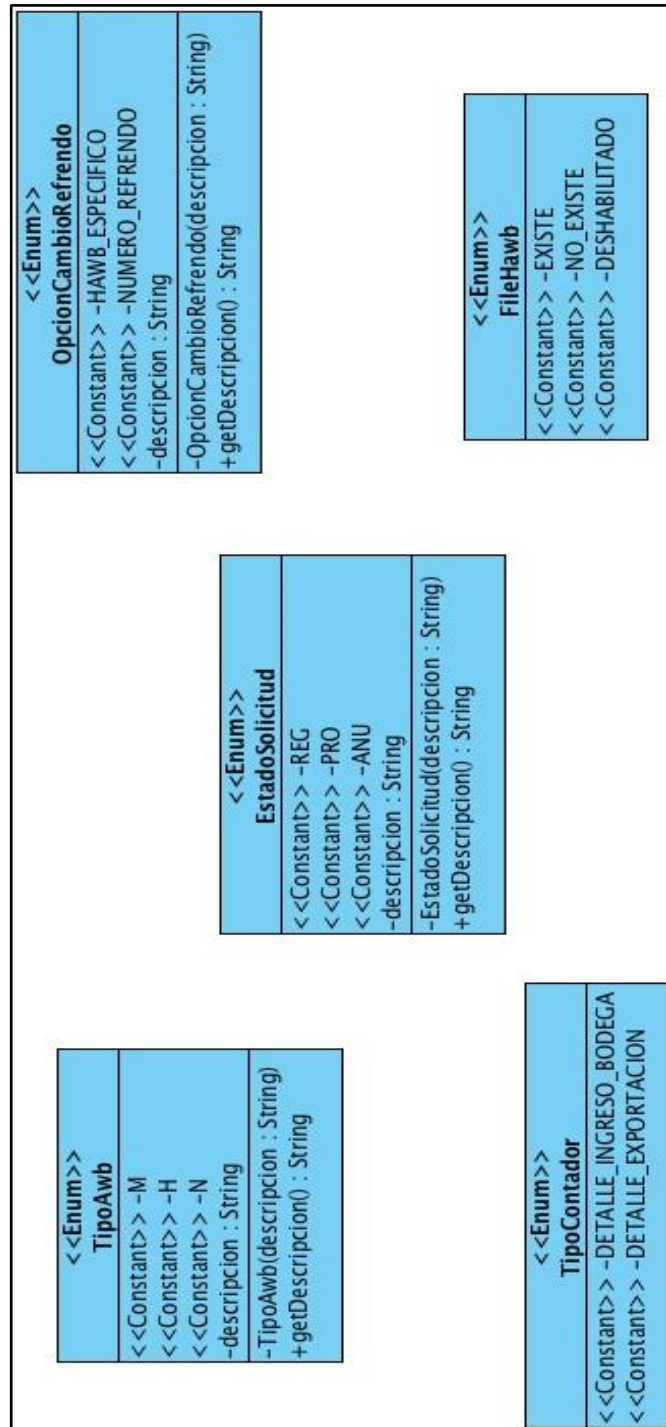 <<Enum>>
TipoAwb
<<Constant>> -M
<<Constant>> -H
<<Constant>> -N
-descripcion : String
-TipoAwb(descripcion : String)
+getDescripcion() : String
<<Enum>>
EstadoSolicitud
<<Constant>> -REG
<<Constant>> -PRO
<<Constant>> -ANU
-descripcion : String
-EstadoSolicitud(descripcion : String)
+getDescripcion() : String
<<Enum>>
OpcionCambioRefrendo
<<Constant>> -HAWB_ESPECIFICO
<<Constant>> -NUMERO_REFRENDO
-descripcion : String
-OpcionCambioRefrendo(descripcion : String)
+getDescripcion() : String
<<Enum>>
TipoContador
<<Constant>> -DETALLE_INGRESO_BODEGA
<<Constant>> -DETALLE_EXPORTACION
<<Enum>>
FileHawb
<<Constant>> -EXISTE
<<Constant>> -NO_EXISTE
<<Constant>> -DESHABILITADO